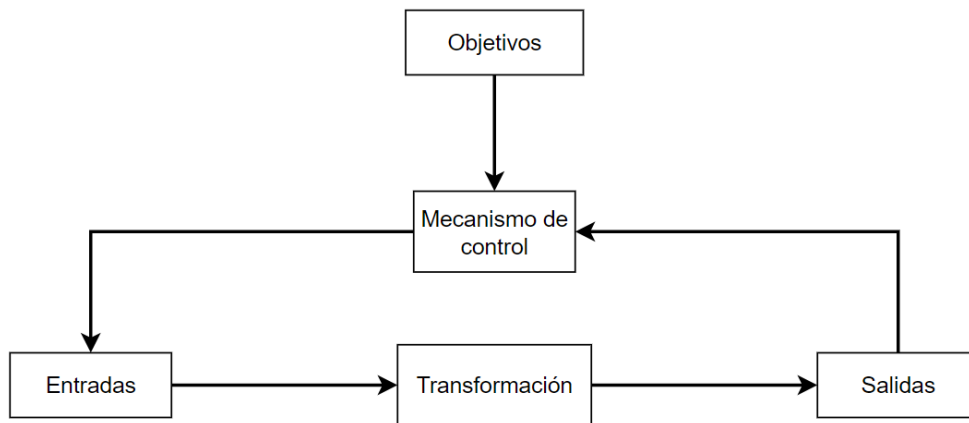 Objetivos
Mecanismo de
control
Entradas
Transformación
Salidas